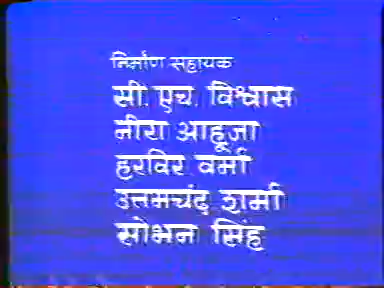 निर्माण सहायक
सी. एच. विश्वास
नीरा आहूजा
हरविर वर्मा
उत्तमचंद शर्मा
सोभन सिंह